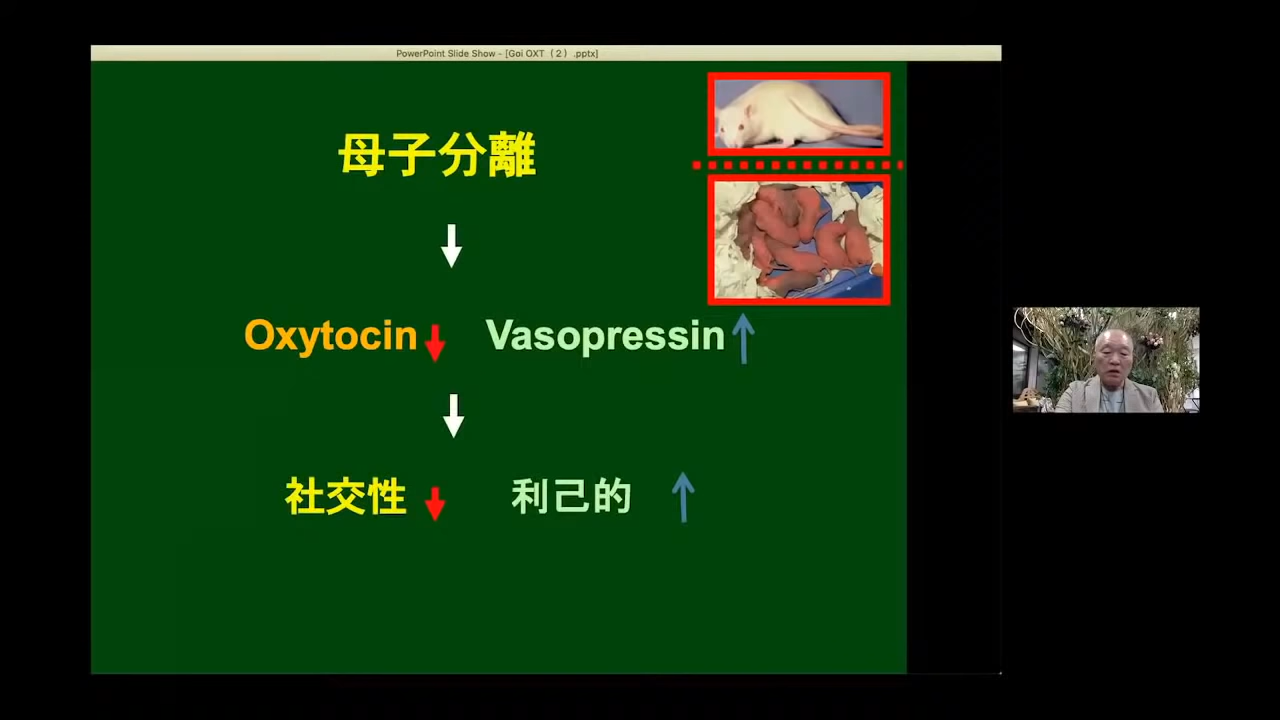 PowerPoint Slide Show - [Goi OXT（2）.pptx]
母子分離
Oxytocin Vasopressin
社交性 利己的